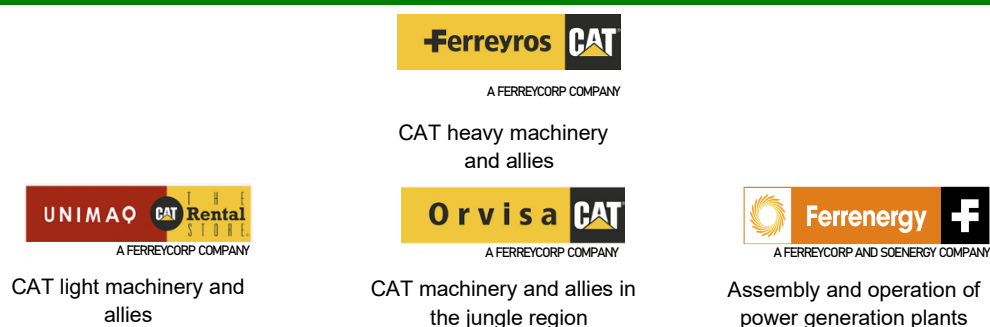 Ferreyros CAT
A FERREYCORP COMPANY
CAT heavy machinery
and allies
UNIMAQ CAT THE Rental STORE.
A FERREYCORP COMPANY
CAT light machinery and
allies
Orvisa CAT
A FERREYCORP COMPANY
CAT machinery and allies in
the jungle region
Ferrenergy
A FERREYCORP AND SOENERGY COMPANY
Assembly and operation of
power generation plants